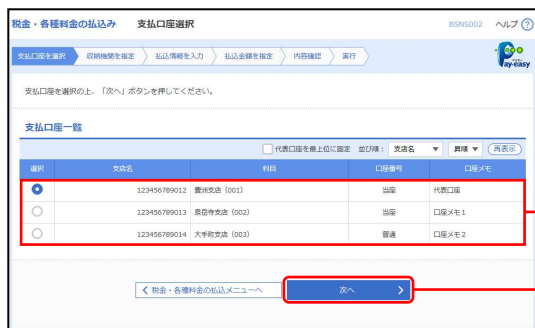 税金・各種料金の払込み 支払口座選択 BSNS002 ヘルプ ?
支払口座を選択 収納機関を指定 払込情報を入力 払込金額を指定 内容確認 実行
Pay-easy
支払口座を選択の上、「次へ」ボタンを押してください。
支払口座一覧
代表口座を最上位に固定 並び順： 支店名 ▼ 昇順 ▼ 再表示
選択 支店名 科目 口座番号 口座メモ
123456789012 豊洲支店（001） 当座 代表口座
123456789013 泉岳寺支店（002） 当座 口座メモ１
123456789014 大手町支店（003） 普通 口座メモ２
税金・各種料金の払込メニューへ 次へ